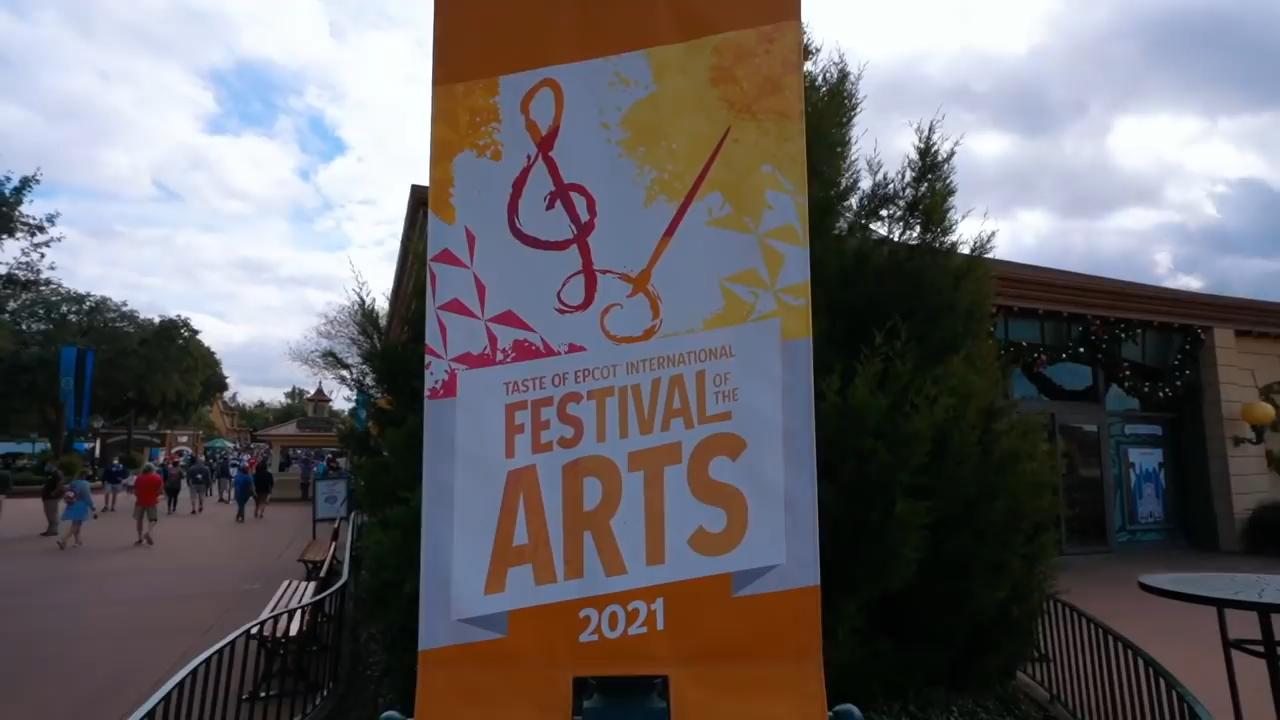 TASTE OF EPCOT INTERNATIONAL
FESTIVAL OF THE
ARTS
2021